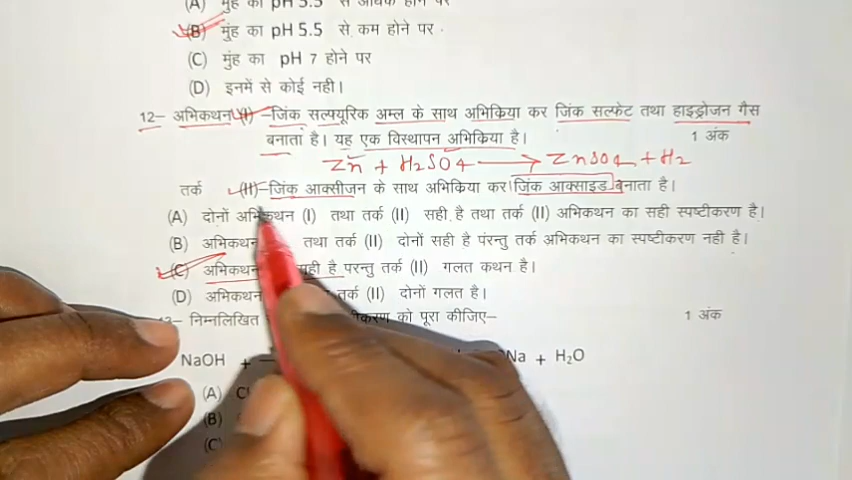 (A) मुंह का pH 5.5 से अधिक होने पर
(B) मुंह का pH 5.5 से कम होने पर
(C) मुंह का pH 7 होने पर
(D) इनमें से कोई नही।
12– अभिकथन (I) –जिंक सल्फ्यूरिक अम्ल के साथ अभिक्रिया कर जिंक सल्फेट तथा हाइड्रोजन गैस
बनाता है। यह एक विस्थापन अभिक्रिया है। 1 अंक
Zn + H2SO4 → ZnSO4 + H2
तर्क (II)–जिंक आक्सीजन के साथ अभिक्रिया कर जिंक आक्साइड बनाता है।
(A) दोनों अभिकथन (I) तथा तर्क (II) सही है तथा तर्क (II) अभिकथन का सही स्पष्टीकरण है।
(B) अभिकथन तथा तर्क (II) दोनों सही है परंन्तु तर्क अभिकथन का स्पष्टीकरण नही है।
(C) अभिकथन सही है परन्तु तर्क (II) गलत कथन है।
(D) अभिकथन तर्क (II) दोनों गलत है।
13– निम्नलिखित को पूरा कीजिए– 1 अंक
NaOH + Na + H₂O
(A)
(B)
(C)